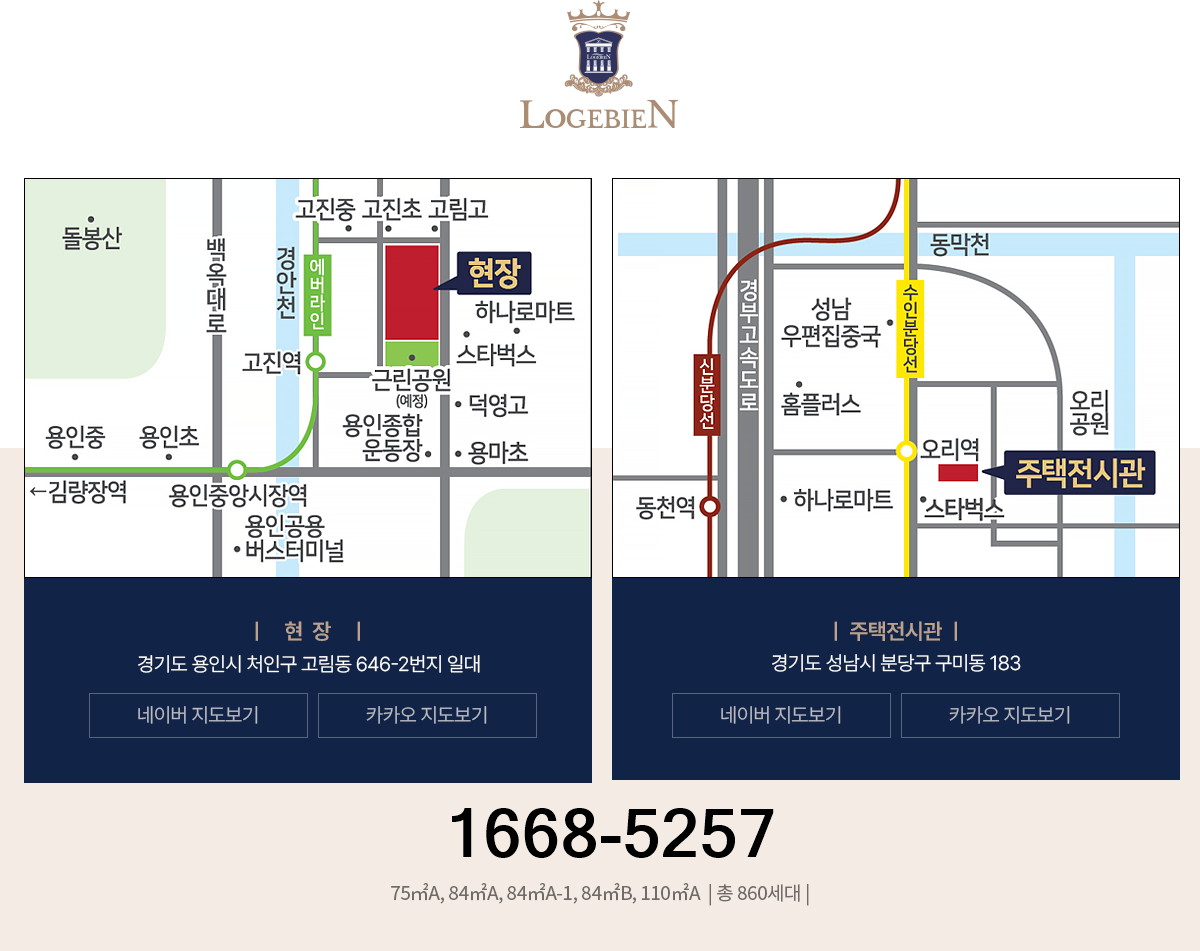 LOGEBIEN
LOGEBIEN
고진중 고진초 고림고
돌봉산
백옥대로
경안천
에버라인
현장
하나로마트
스타벅스
고진역
근린공원
(예정)
덕영고
용인종합
운동장
용마초
용인중
용인초
←김량장역
용인중앙시장역
용인공용
버스터미널
동막천
경부고속도로
수인분당선
성남
우편집중국
신분당선
홈플러스
오리
공원
오리역
주택전시관
동천역
하나로마트
스타벅스
| 현 장 |
경기도 용인시 처인구 고림동 646-2번지 일대
네이버 지도보기
카카오 지도보기
| 주택전시관 |
경기도 성남시 분당구 구미동 183
네이버 지도보기
카카오 지도보기
1668-5257
75㎡A, 84㎡A, 84㎡A-1, 84㎡B, 110㎡A | 총 860세대 |